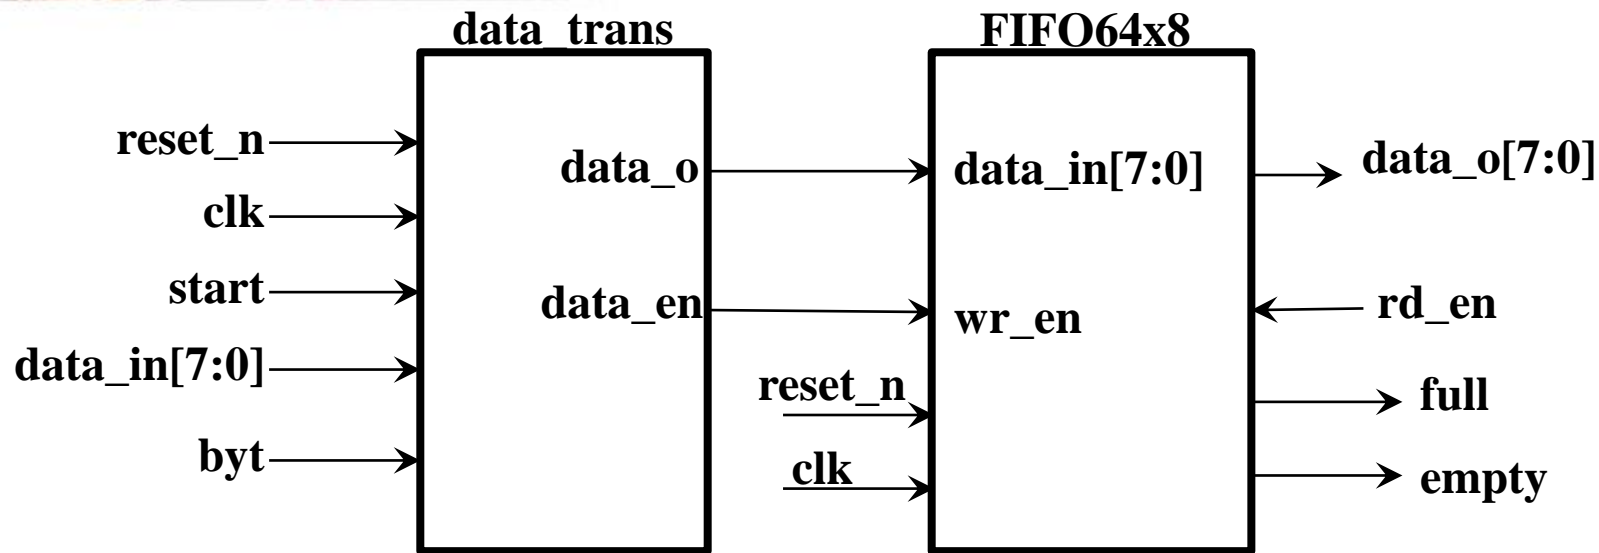 data_trans
FIFO64x8
reset_n
clk
start
data_in[7:0]
byt
data_o
data_en
data_in[7:0]
wr_en
reset_n
clk
data_o[7:0]
rd_en
full
empty